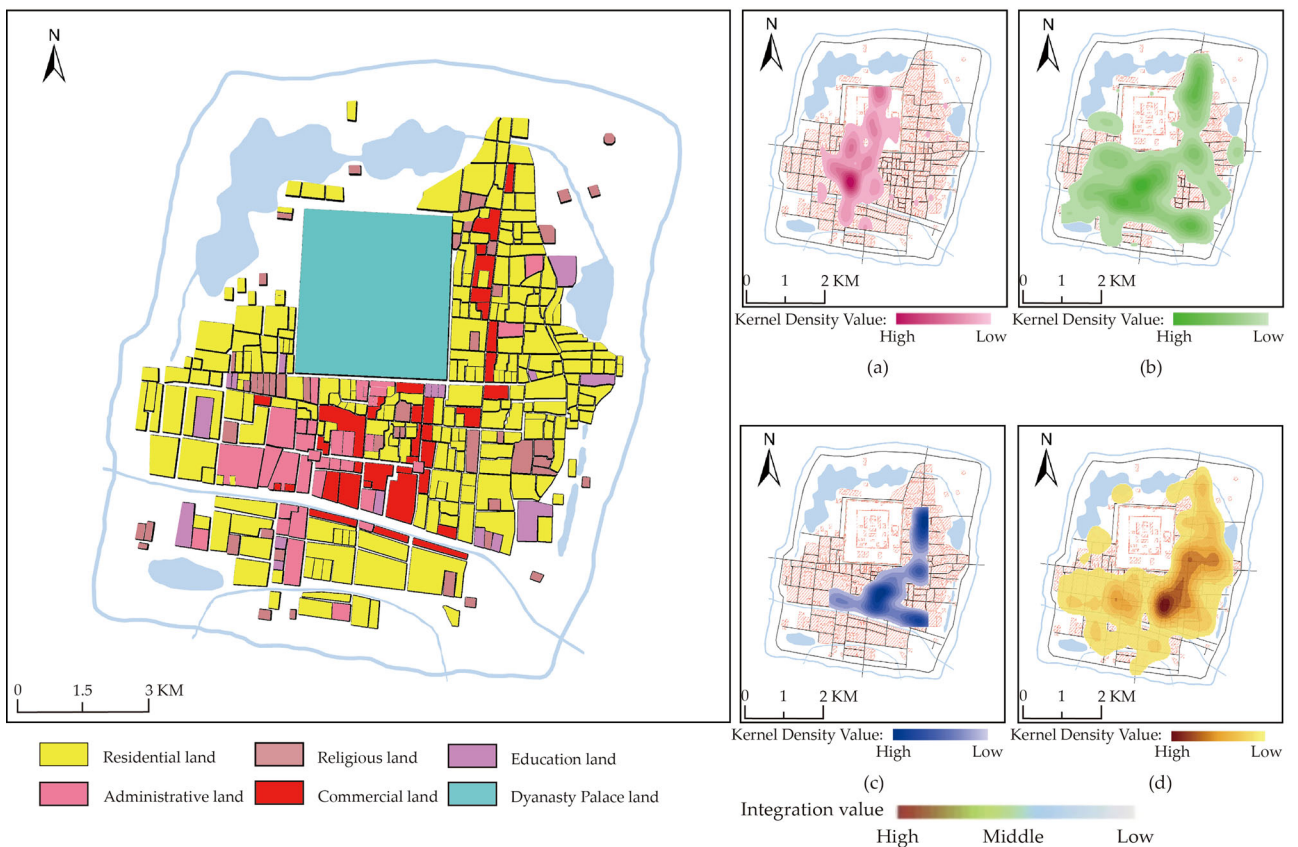 N
0 1.5 3 KM
Residential land
Religious land
Education land
Administrative land
Commercial land
Dyanasty Palace land
N
0 1 2 KM
Kernel Density Value:
High Low
(a)
N
0 1 2 KM
Kernel Density Value:
High Low
(b)
N
0 1 2 KM
Kernel Density Value:
High Low
(c)
N
0 1 2 KM
Kernel Density Value:
High Low
(d)
Integration value
High Middle Low